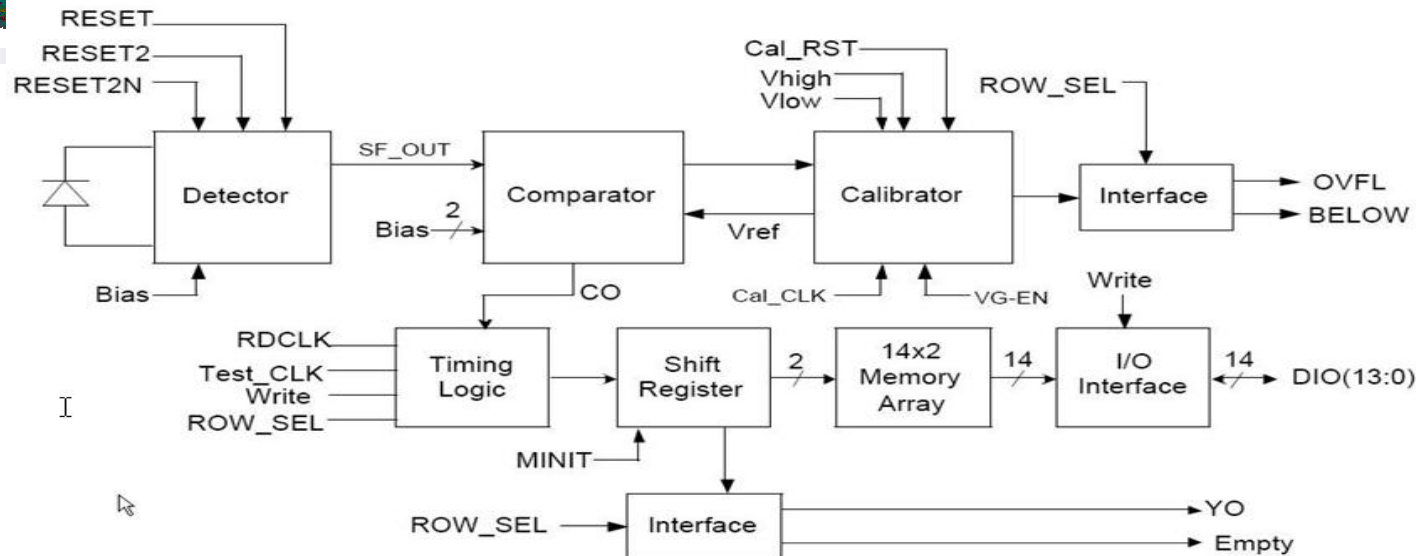 RESET
RESET2
RESET2N
Detector
Bias
SF_OUT
Comparator
Bias
2
CO
Vref
Cal_RST
Vhigh
Vlow
Calibrator
Cal_CLK
VG-EN
ROW_SEL
Interface
OVFL
BELOW
RDCLK
Test_CLK
Write
ROW_SEL
Timing
Logic
Shift
Register
MINIT
2
14x2
Memory
Array
14
Write
I/O
Interface
14
DIO(13:0)
ROW_SEL
Interface
YO
Empty